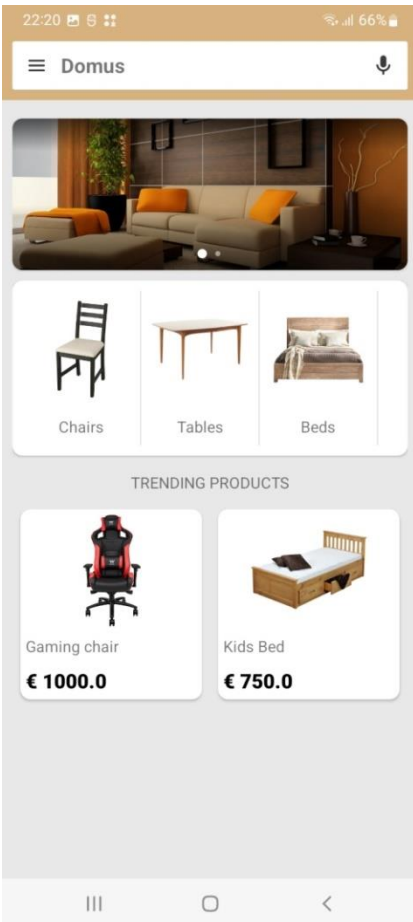 22:20 66%
Domus
Chairs Tables Beds
TRENDING PRODUCTS
Gaming chair Kids Bed
€ 1000.0 € 750.0